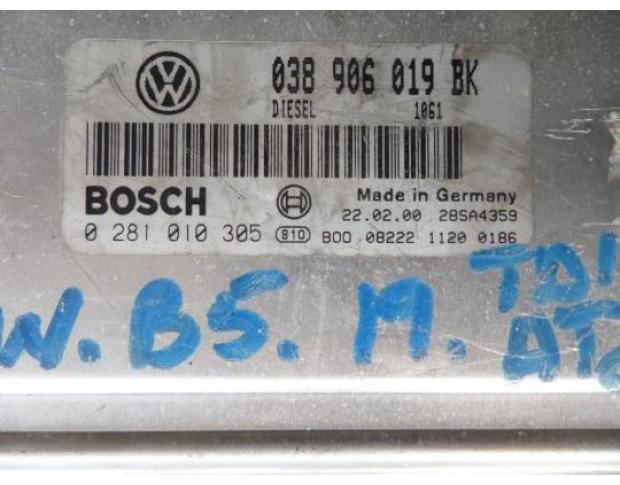 VW 038 906 019 BK
DIESEL 1061
BOSCH Made in Germany
22.02.00 28SA4359
0 281 010 305 810 B00 08222 1120 0186
W. B5. M. TDI